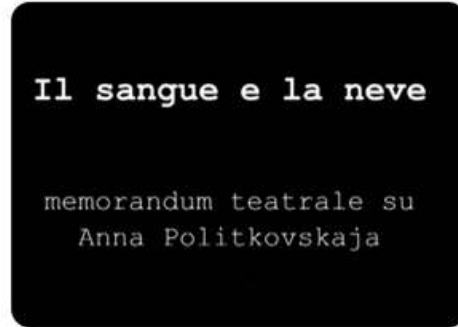 Il sangue e la neve
memorandum teatrale su
Anna Politkovskaja